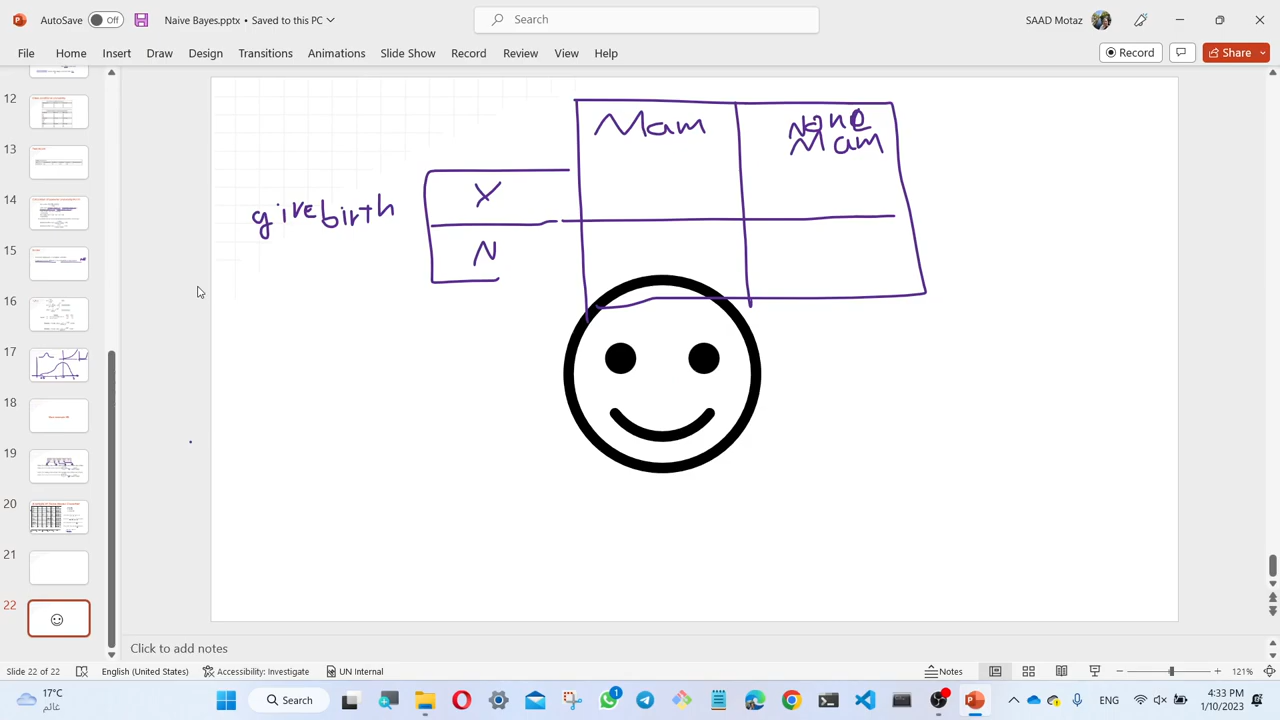 AutoSave Off Naive Bayes.pptx • Saved to this PC Search SAAD Motaz
File Home Insert Draw Design Transitions Animations Slide Show Record Review View Help Record Share
12
13
14
15
16
17
18
19
20
21
22
Mam
None
Mam
give birth
Y
N
Click to add notes
Slide 22 of 22 English (United States) Accessibility: Investigate UN Internal Notes 121%
17°C
غائم
Search
1
ENG
4:33 PM
1/10/2023